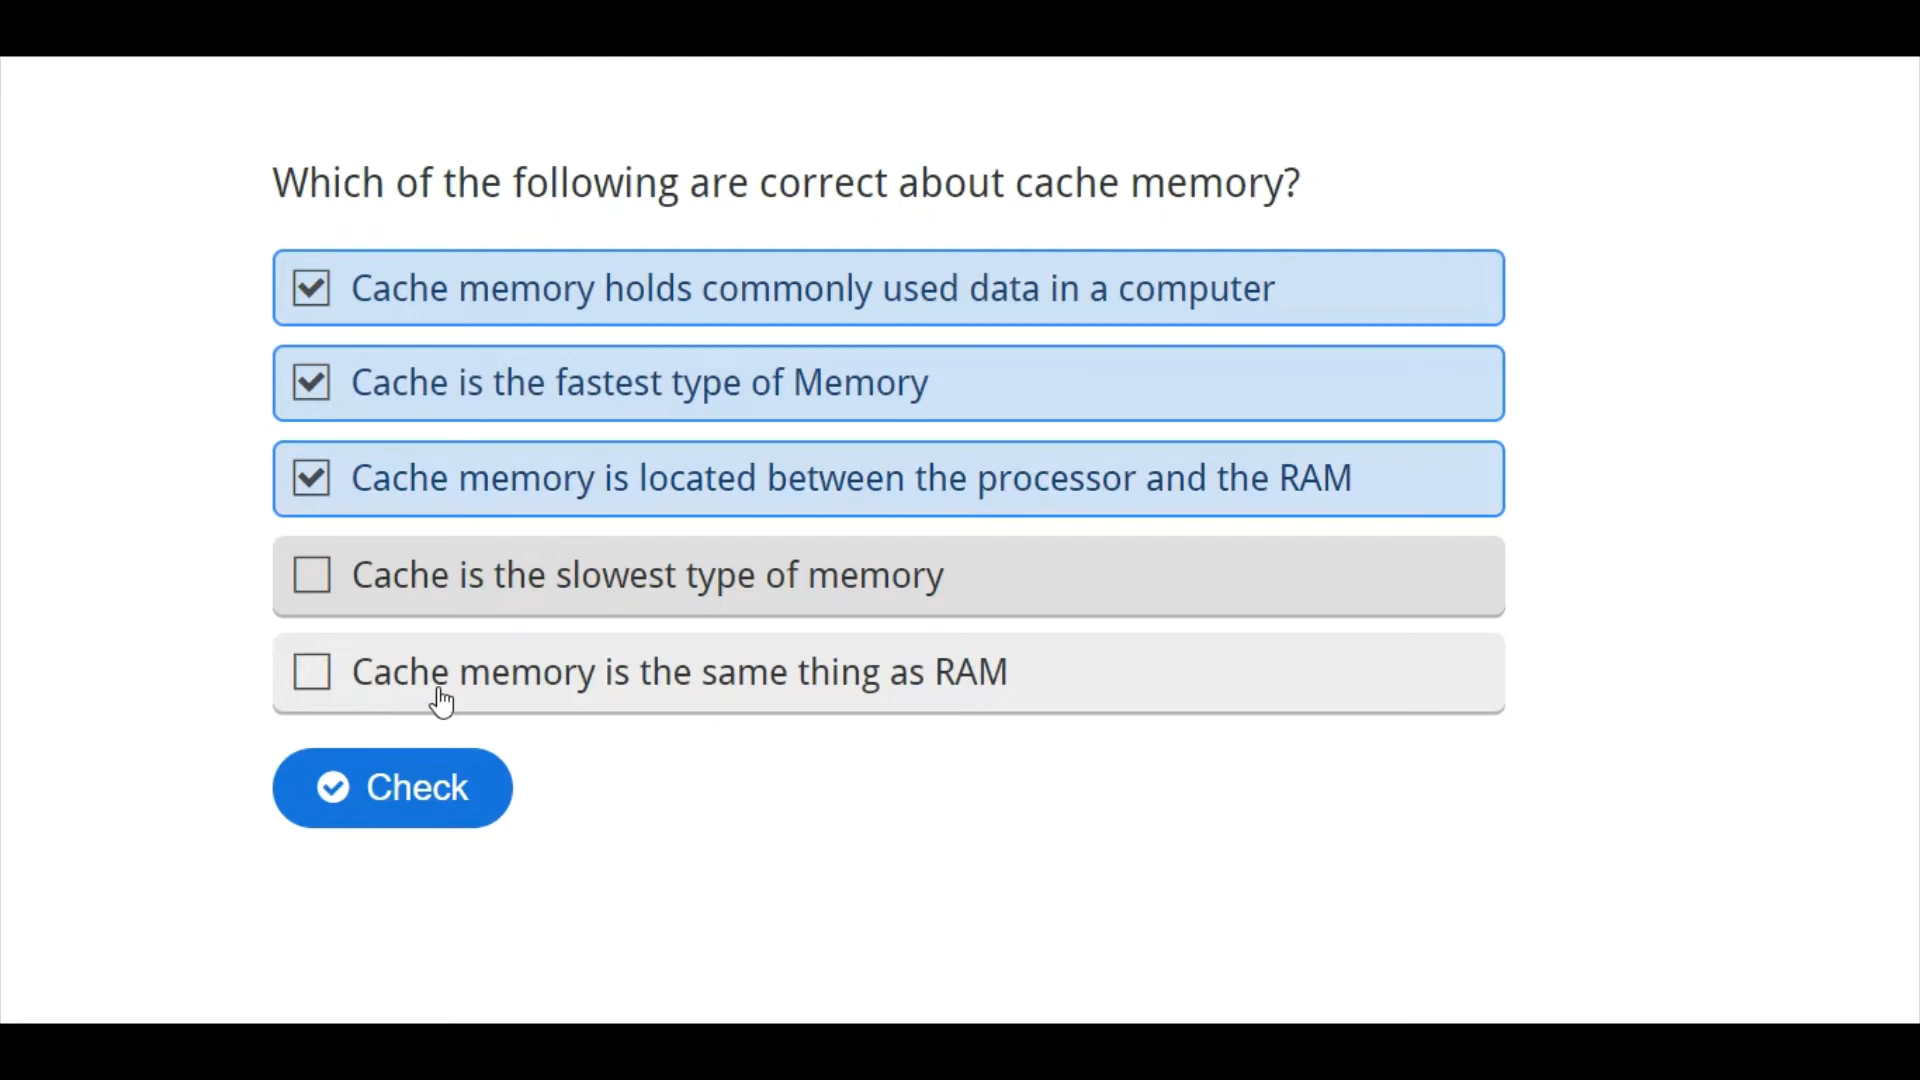 Which of the following are correct about cache memory?
Cache memory holds commonly used data in a computer
Cache is the fastest type of Memory
Cache memory is located between the processor and the RAM
Cache is the slowest type of memory
Cache memory is the same thing as RAM
Check